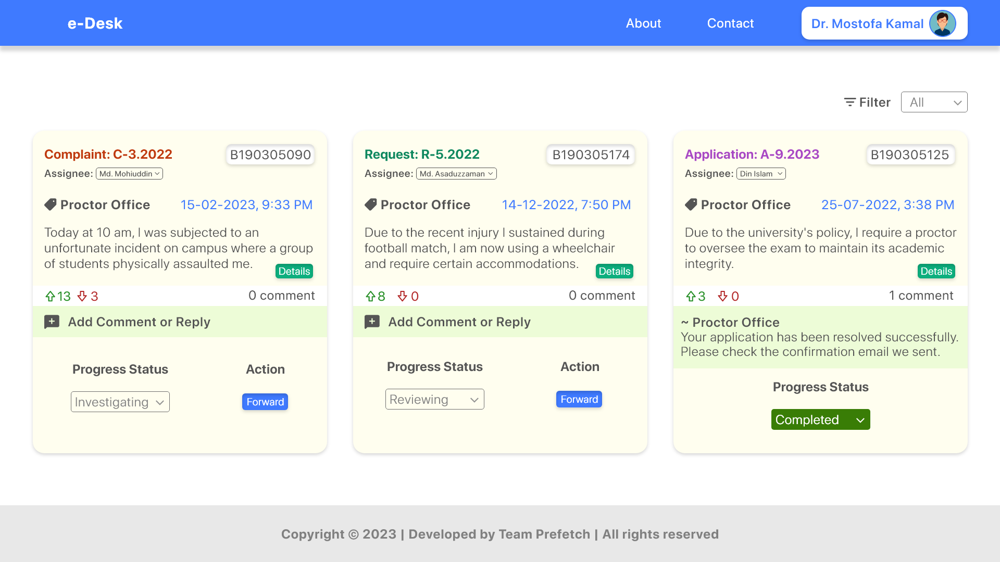 e-Desk
About
Contact
Dr. Mostofa Kamal
Filter
All
Complaint: C-3.2022
B190305090
Assignee: Md. Mohiuddin
Proctor Office
15-02-2023, 9:33 PM
Today at 10 am, I was subjected to an
unfortunate incident on campus where a group
of students physically assaulted me.
Details
13
3
0 comment
Add Comment or Reply
Progress Status
Action
Investigating
Forward
Request: R-5.2022
B190305174
Assignee: Md. Asaduzzaman
Proctor Office
14-12-2022, 7:50 PM
Due to the recent injury I sustained during
football match, I am now using a wheelchair
and require certain accommodations.
Details
8
0
0 comment
Add Comment or Reply
Progress Status
Action
Reviewing
Forward
Application: A-9.2023
B190305125
Assignee: Din Islam
Proctor Office
25-07-2022, 3:38 PM
Due to the university's policy, I require a proctor
to oversee the exam to maintain its academic
integrity.
Details
3
0
1 comment
~ Proctor Office
Your application has been resolved successfully.
Please check the confirmation email we sent.
Progress Status
Completed
Copyright © 2023 | Developed by Team Prefetch | All rights reserved